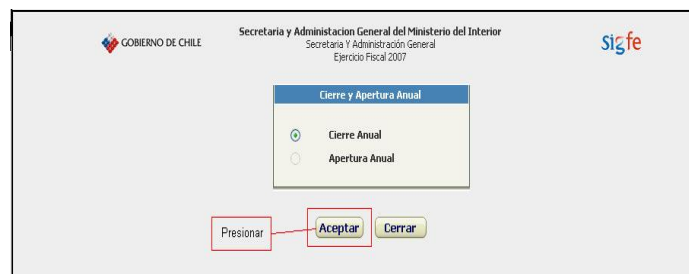 GOBIERNO DE CHILE
Secretaria y Administacion General del Ministerio del Interior
Secretaria Y Administración General
Ejercicio Fiscal 2007
sigfe
Cierre y Apertura Anual
Cierre Anual
Apertura Anual
Presionar
Aceptar
Cerrar